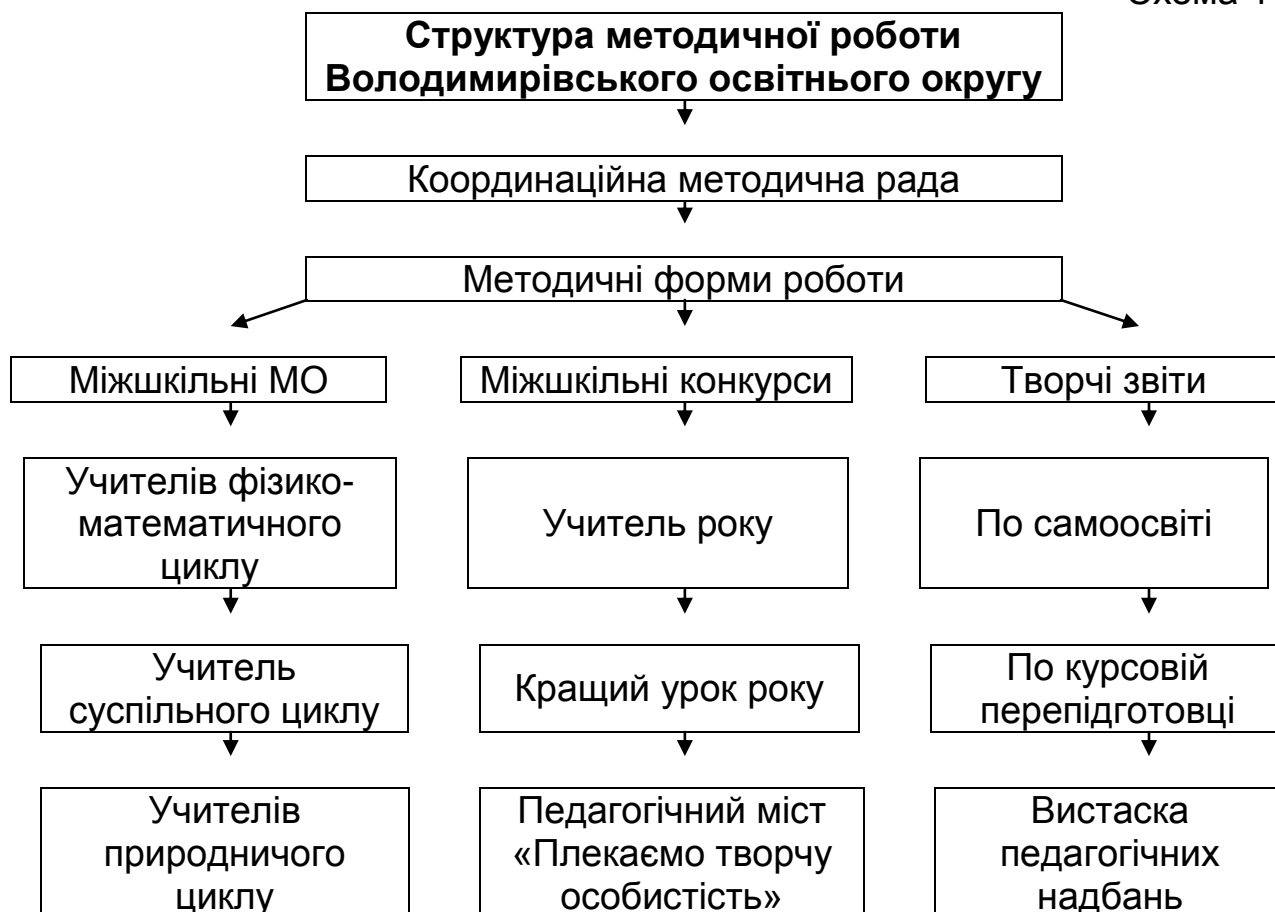 Схема 1
Структура методичної роботи
Володимирівського освітнього округу
Координаційна методична рада
Методичні форми роботи
Міжшкільні МО
Міжшкільні конкурси
Творчі звіти
Учителів фізико-
математичного
циклу
Учитель року
По самоосвіті
Учитель
суспільного циклу
Кращий урок року
По курсовій
перепідготовці
Учителів
природничого
циклу
Педагогічний міст
«Плекаємо творчу
особистість»
Вистаска
педагогічних
надбань